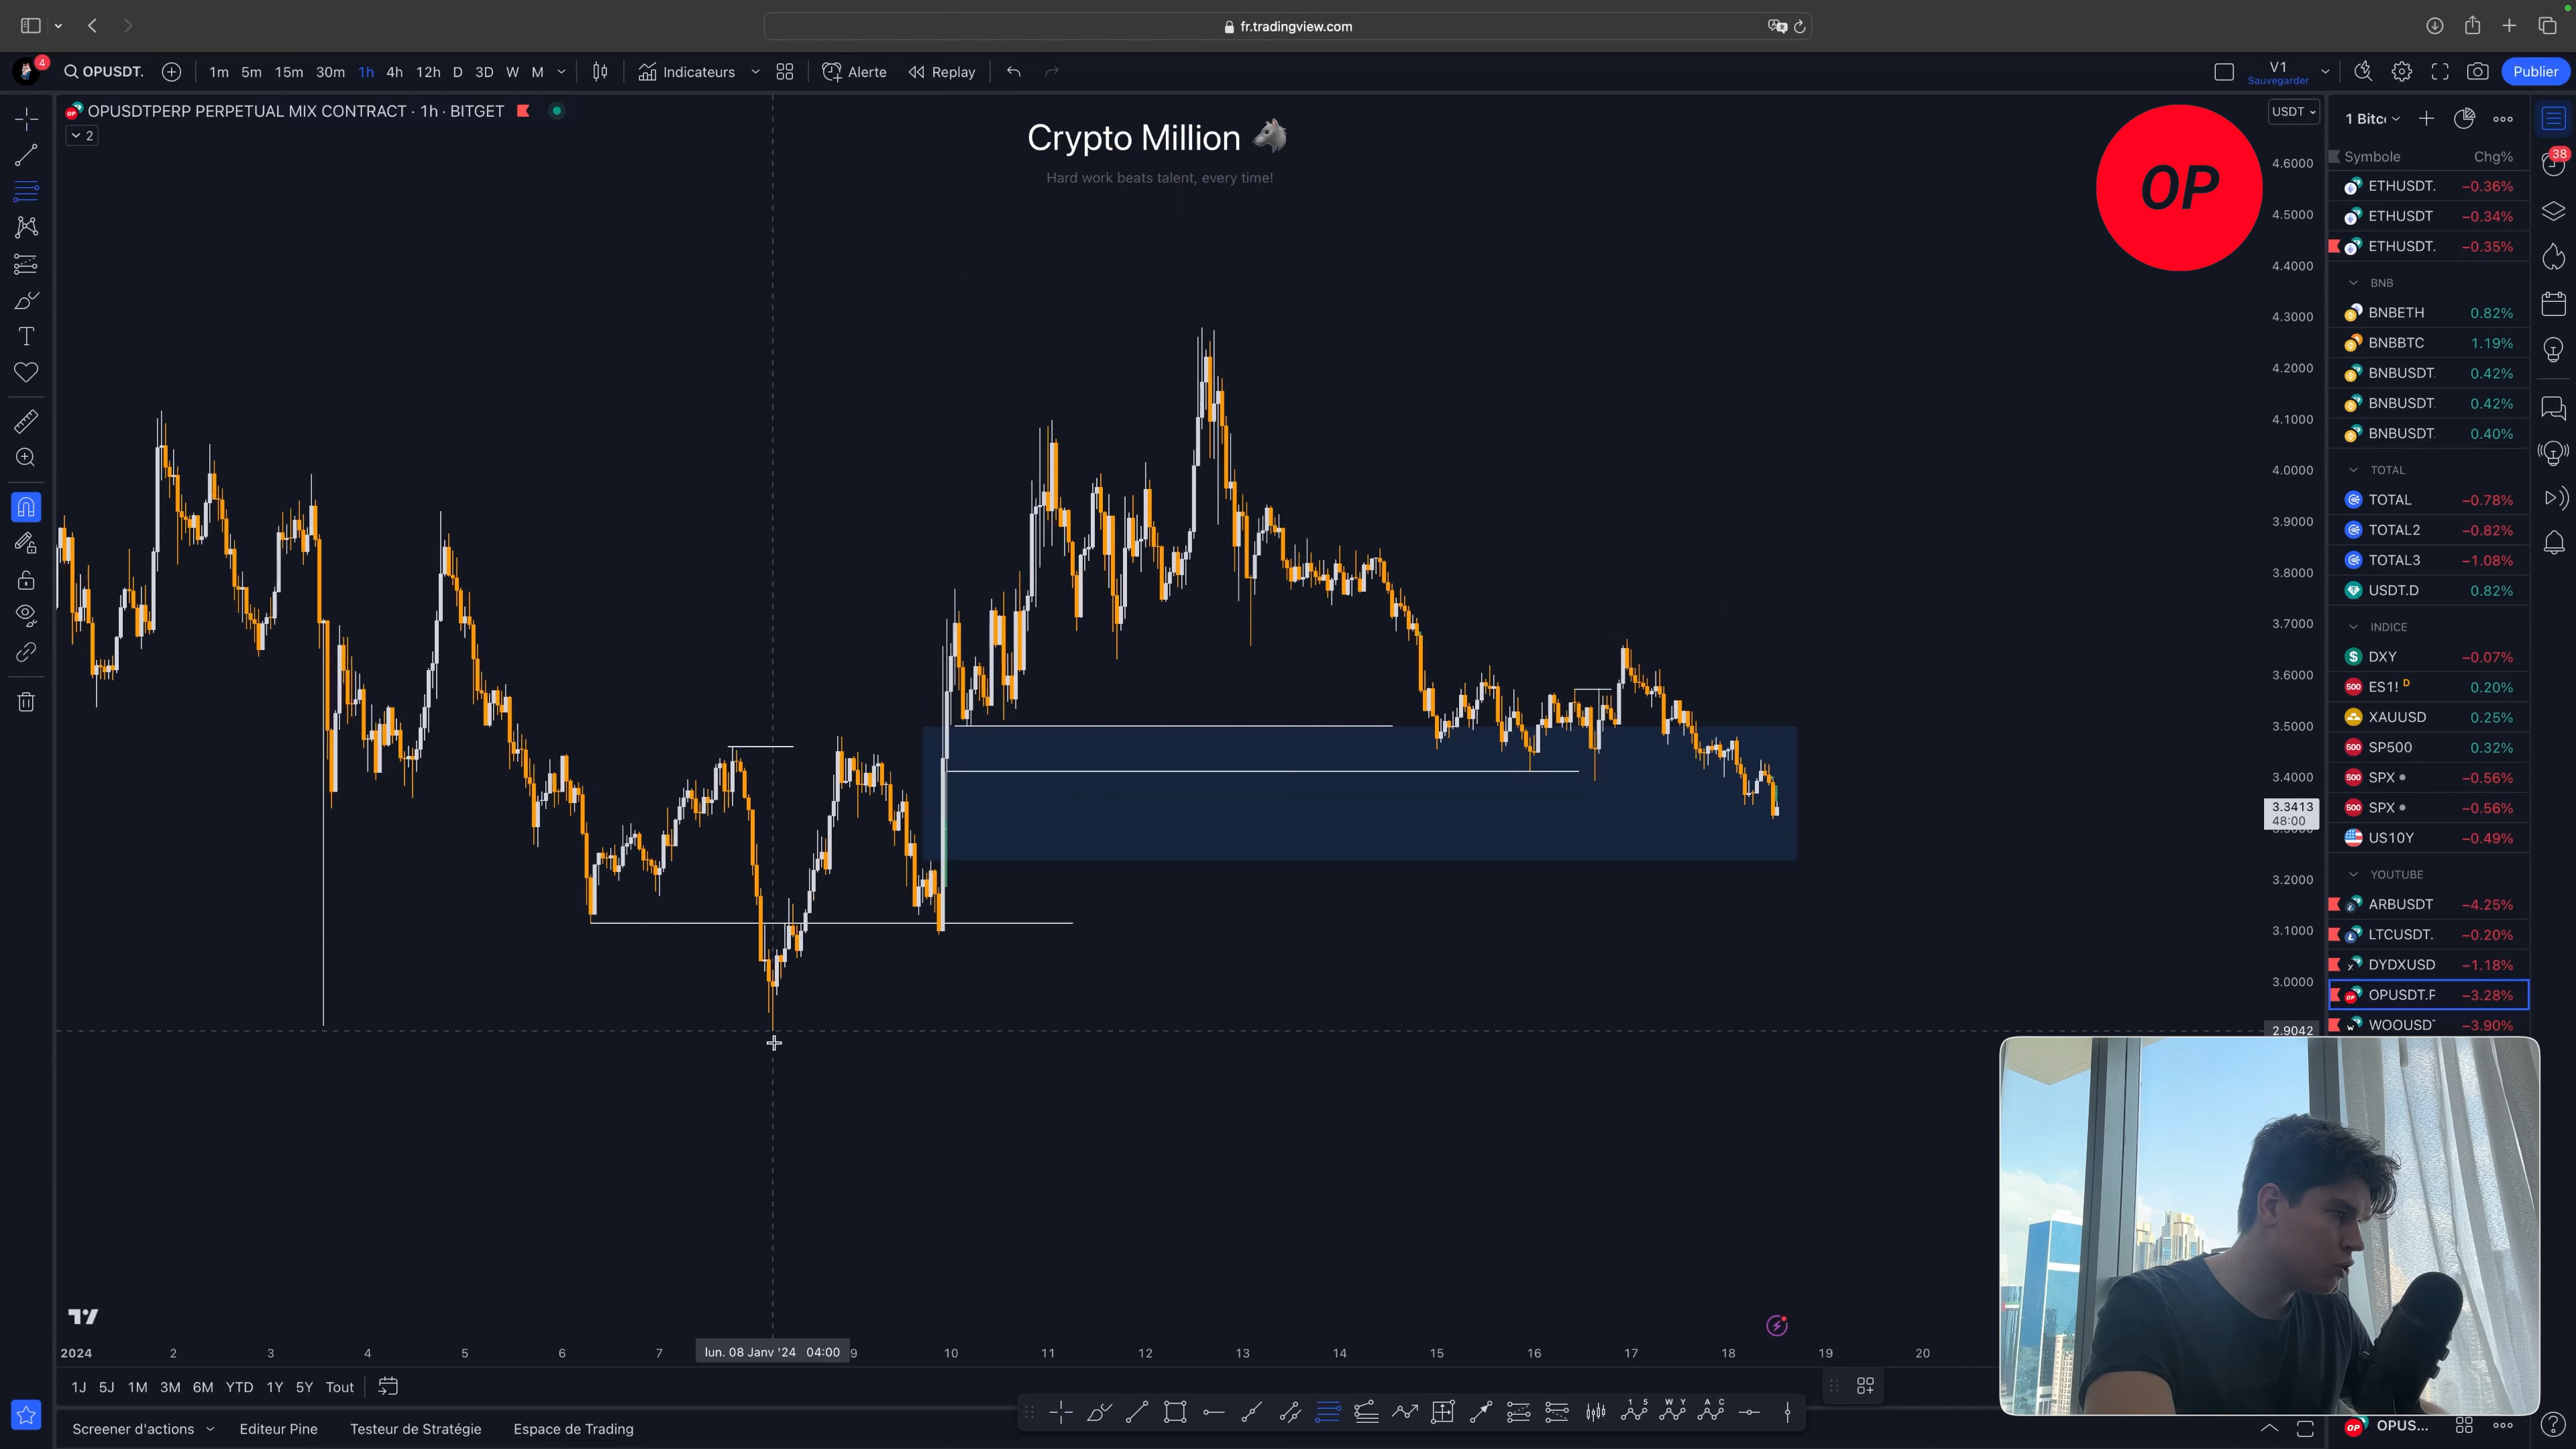 fr.tradingview.com
4
OPUSDT.
1m 5m 15m 30m 1h 4h 12h D 3D W M
Indicateurs
Alerte
Replay
V1
Sauvegarder
Publier
OPUSDTPERP PERPETUAL MIX CONTRACT · 1h · BITGET
2
Crypto Million
Hard work beats talent, every time!
OP
USDT
4.6000
4.5000
4.4000
4.3000
4.2000
4.1000
4.0000
3.9000
3.8000
3.7000
3.6000
3.5000
3.4000
3.3413
48:00
3.2000
3.1000
3.0000
2.9042
1 Bitc
38
Symbole Chg%
ETHUSDT. −0.36%
ETHUSDT −0.34%
ETHUSDT. −0.35%
BNB
BNBETH 0.82%
BNBBTC 1.19%
BNBUSDT 0.42%
BNBUSDT 0.42%
BNBUSDT 0.40%
TOTAL
TOTAL −0.78%
TOTAL2 −0.82%
TOTAL3 −1.08%
USDT.D 0.82%
INDICE
DXY −0.07%
ES1! D 0.20%
XAUUSD 0.25%
SP500 0.32%
SPX −0.56%
SPX −0.56%
US10Y −0.49%
YOUTUBE
ARBUSDT −4.25%
LTCUSDT. −0.20%
DYDXUSD −1.18%
OPUSDT.P −3.28%
WOOUSDT −3.90%
2024 2 3 4 5 6 7 lun. 08 Janv '24 04:00 9 10 11 12 13 14 15 16 17 18 19 20
1J 5J 1M 3M 6M YTD 1Y 5Y Tout
Screener d'actions
Editeur Pine
Testeur de Stratégie
Espace de Trading
OPUS...